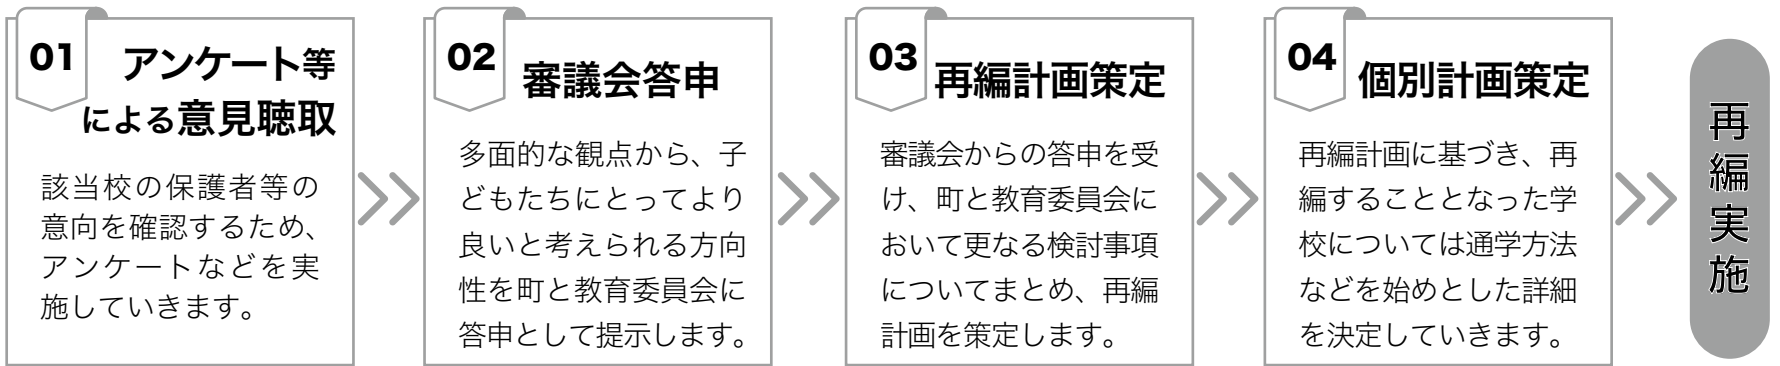 01
アンケート等
による意見聴取
該当校の保護者等の
意向を確認するため、
アンケートなどを実
施していきます。
02
審議会答申
多面的な観点から、子
どもたちにとってより
良いと考えられる方向
性を町と教育委員会に
答申として提示します。
03
再編計画策定
審議会からの答申を受
け、町と教育委員会に
おいて更なる検討事項
についてまとめ、再編
計画を策定します。
04
個別計画策定
再編計画に基づき、再
編することとなった学
校については通学方法
などを始めとした詳細
を決定していきます。
再編実施